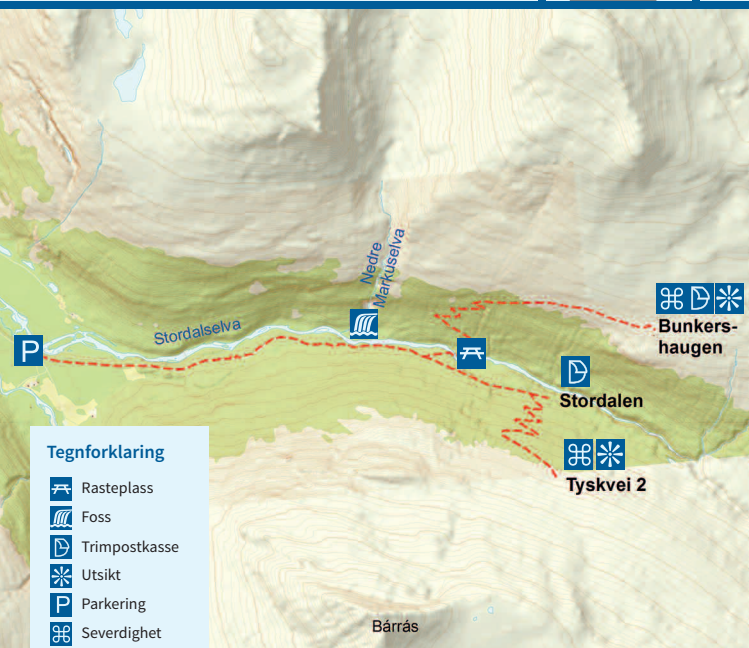 Nedre
Markuselva
Stordalselva
P
Bunkers-
haugen
Stordalen
Tyskvei 2
Tegnforklaring
Rasteplass
Foss
Trimpostkasse
Utsikt
P Parkering
Severdighet
Bárrás